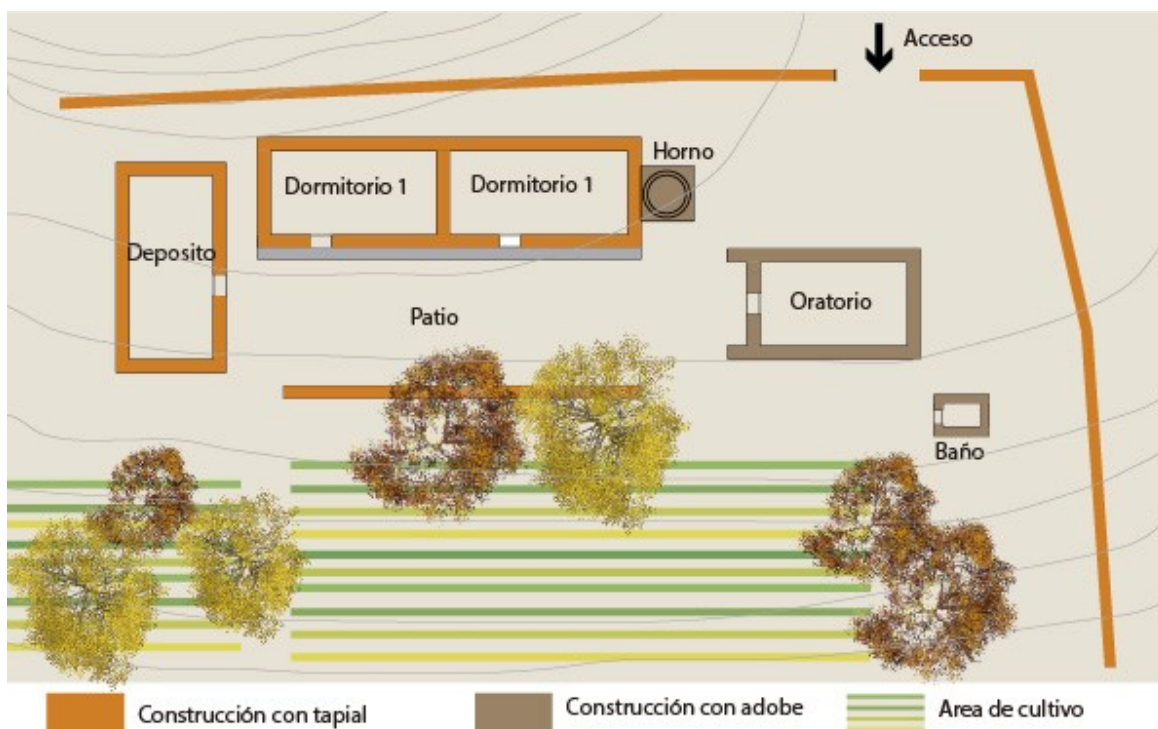 Acceso
Horno
Dormitorio 1
Dormitorio 1
Deposito
Oratorio
Patio
Baño
Construcción con tapial
Construcción con adobe
Area de cultivo